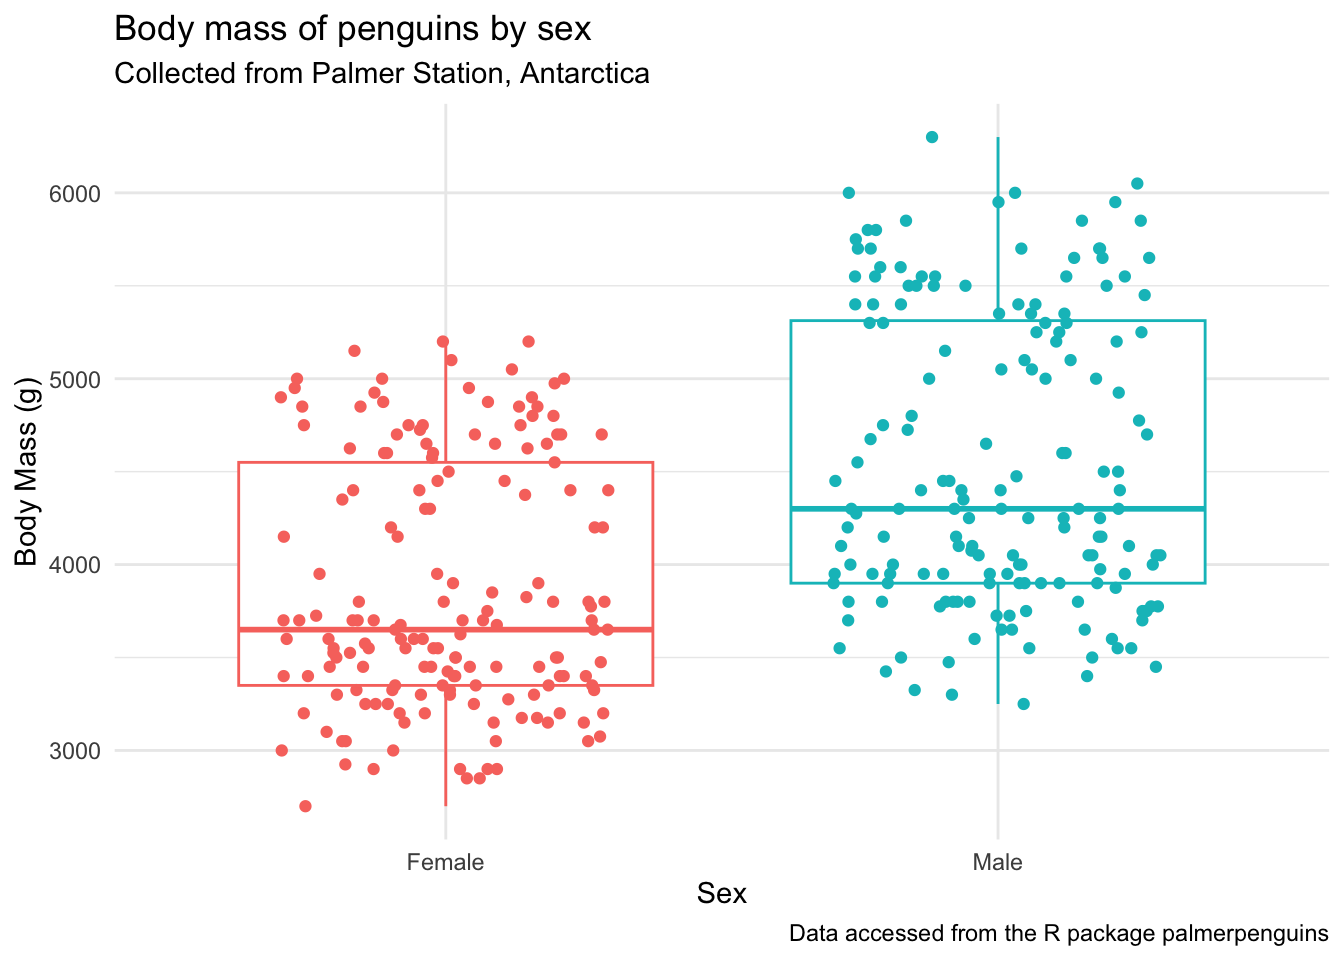 Body mass of penguins by sex
Collected from Palmer Station, Antarctica
Body Mass (g)
6000
5000
4000
3000
Female Male
Sex
Data accessed from the R package palmerpenguins